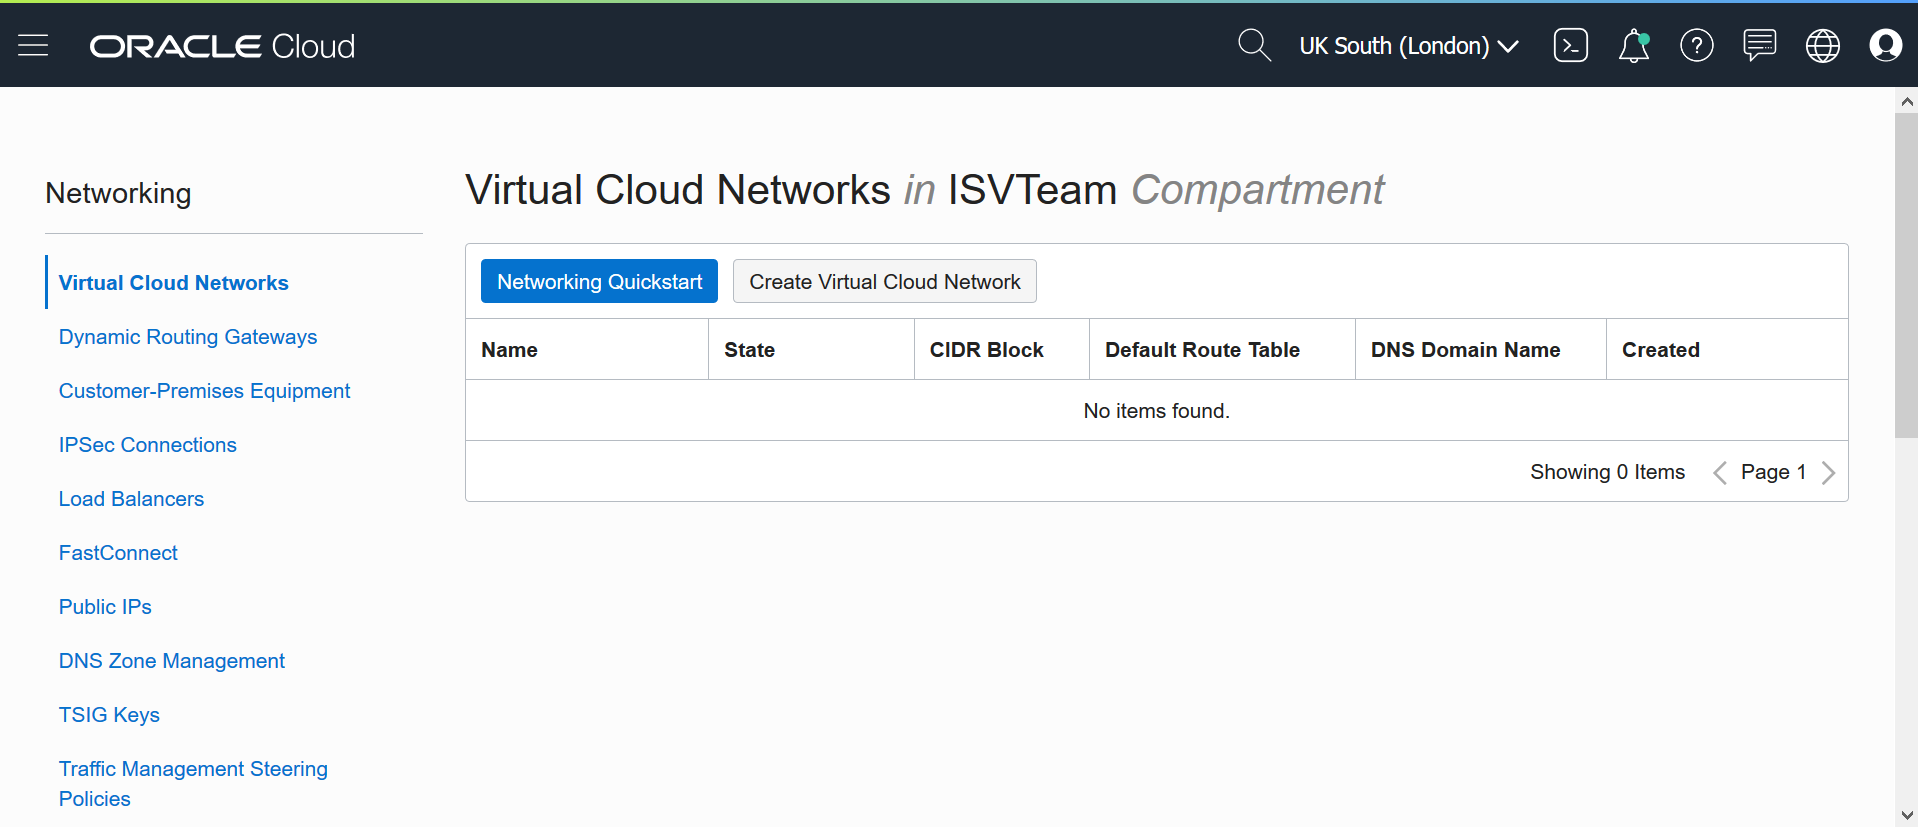 ORACLE Cloud
UK South (London)
Networking
Virtual Cloud Networks
Dynamic Routing Gateways
Customer-Premises Equipment
IPSec Connections
Load Balancers
FastConnect
Public IPs
DNS Zone Management
TSIG Keys
Traffic Management Steering
Policies
Virtual Cloud Networks in ISVTeam Compartment
Networking Quickstart Create Virtual Cloud Network
Name State CIDR Block Default Route Table DNS Domain Name Created
No items found.
Showing 0 Items Page 1